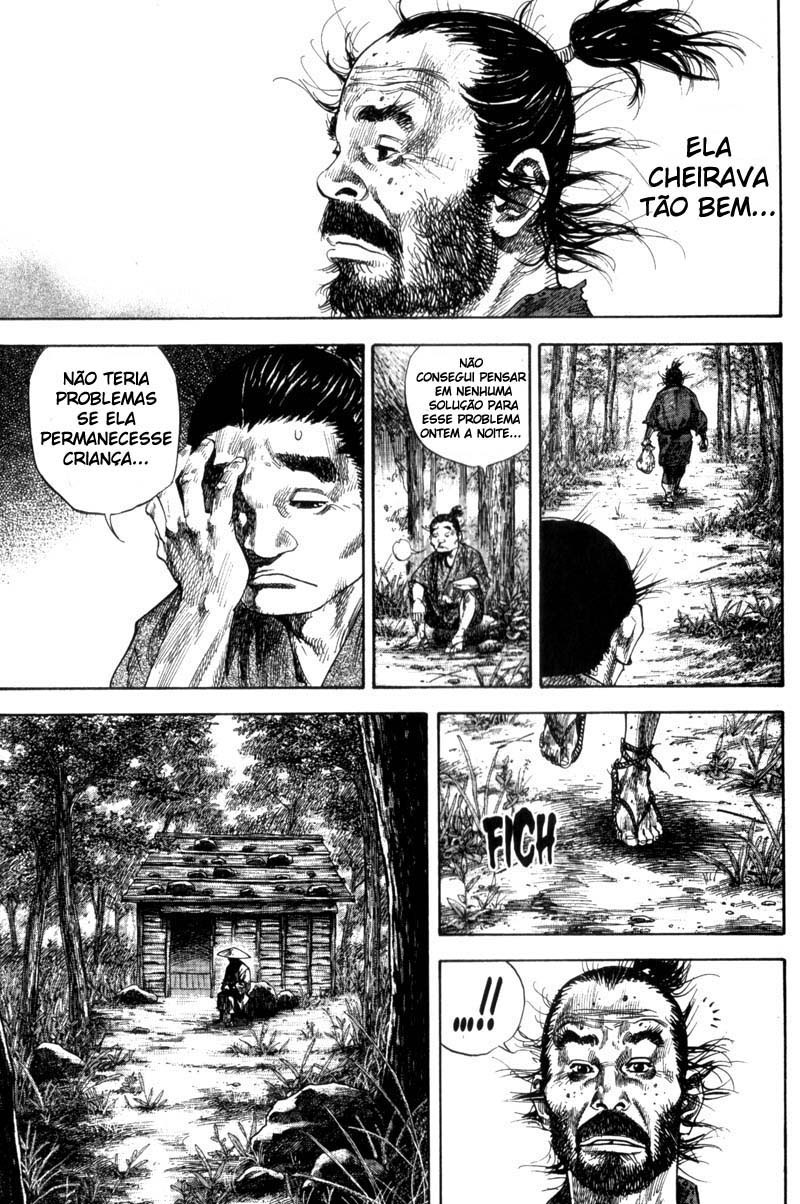 ELA
CHEIRAVA
TÃO BEM...
NÃO
CONSEGUI PENSAR
EM NENHUMA
SOLUÇÃO PARA
ESSE PROBLEMA
ONTEM A NOITE...
NÃO TERIA
PROBLEMAS
SE ELA
PERMANECESSE
CRIANÇA...
FICH
...!!